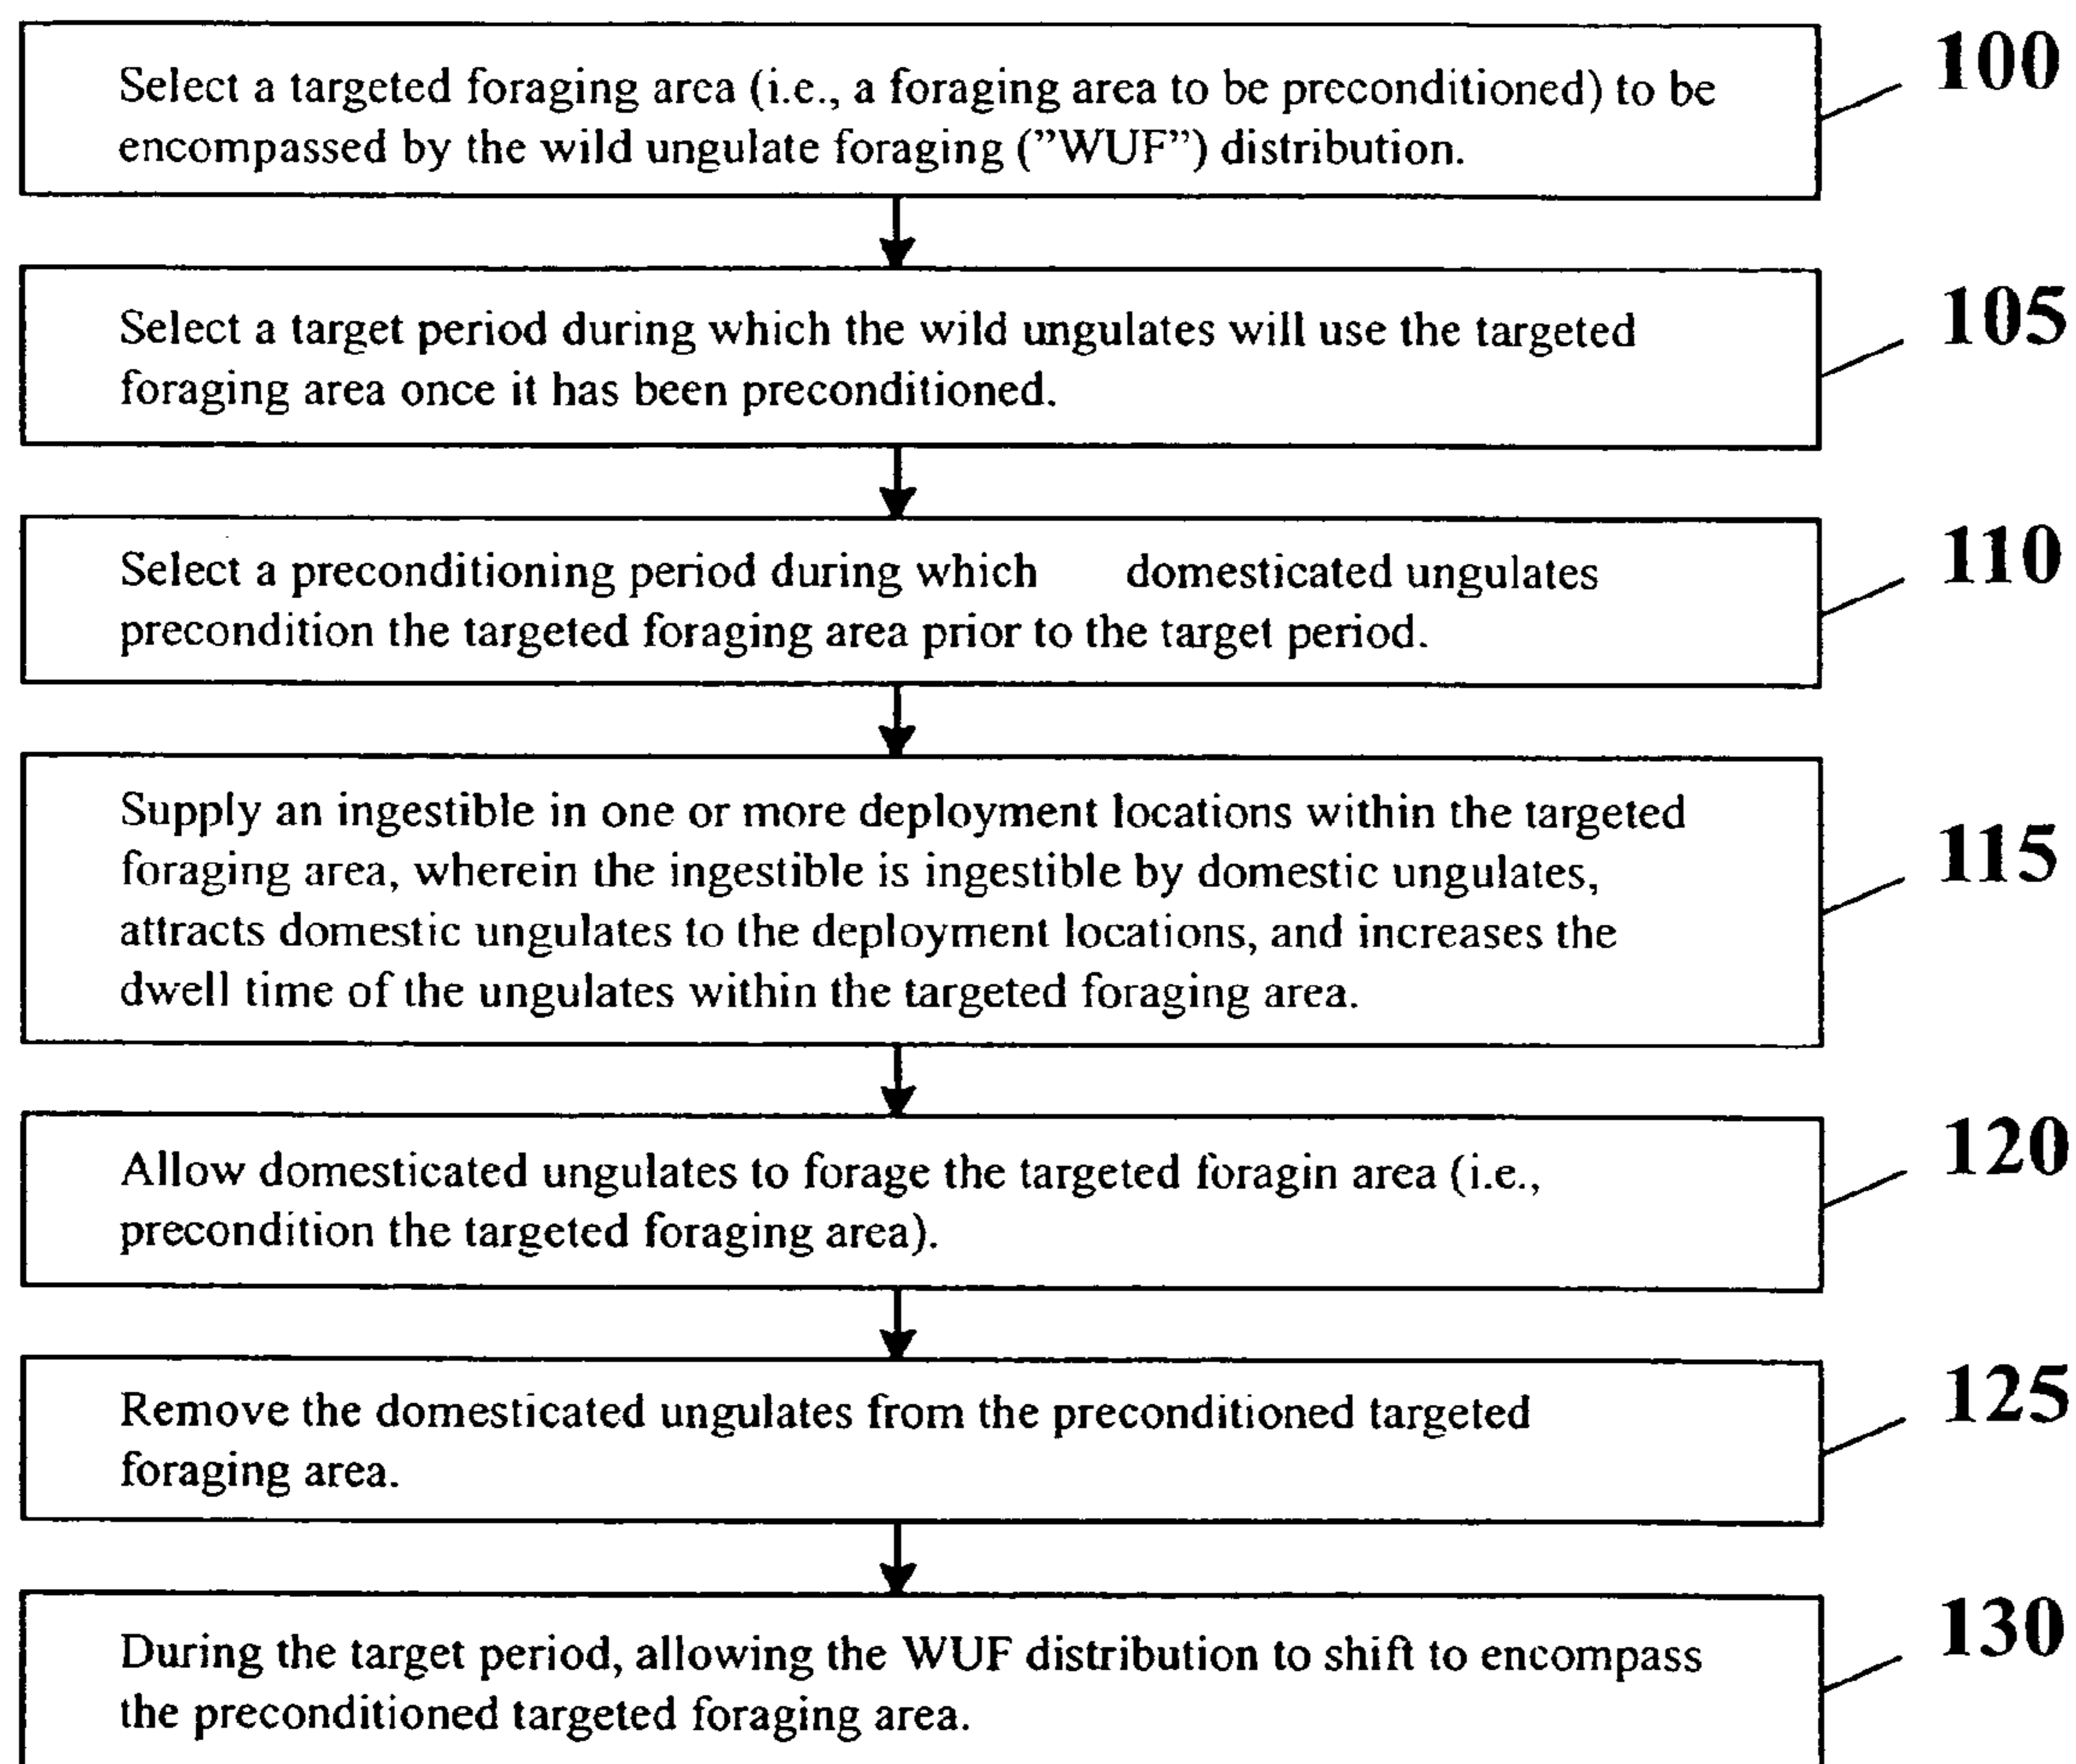 Select a targeted foraging area (i.e., a foraging area to be preconditioned) to be
encompassed by the wild ungulate foraging (”WUF”) distribution.
100
Select a target period during which the wild ungulates will use the targeted
foraging area once it has been preconditioned.
105
Select a preconditioning period during which domesticated ungulates
precondition the targeted foraging area prior to the target period.
110
Supply an ingestible in one or more deployment locations within the targeted
foraging area, wherein the ingestible is ingestible by domestic ungulates,
attracts domestic ungulates to the deployment locations, and increases the
dwell time of the ungulates within the targeted foraging area.
115
Allow domesticated ungulates to forage the targeted foragin area (i.e.,
precondition the targeted foraging area).
120
Remove the domesticated ungulates from the preconditioned targeted
foraging area.
125
During the target period, allowing the WUF distribution to shift to encompass
the preconditioned targeted foraging area.
130